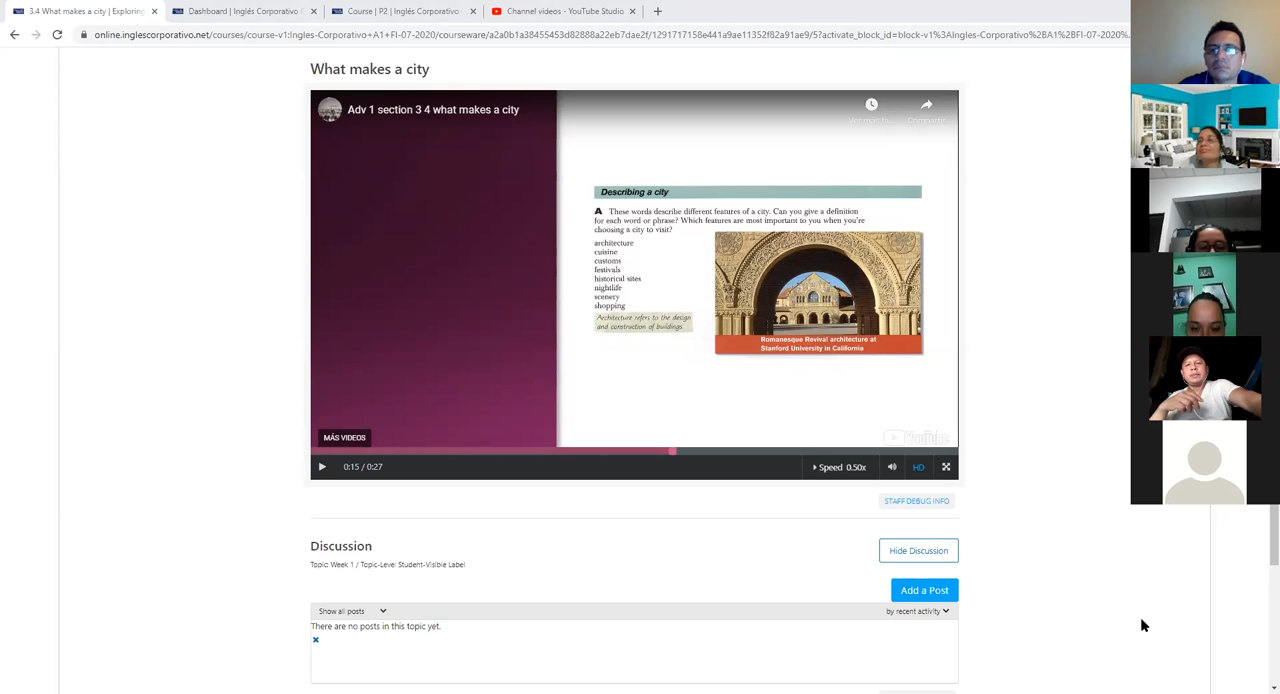 3.4 What makes a city | Exploring
Dashboard | Inglés Corporativo
Course | P2 | Inglés Corporativo
Channel videos - YouTube Studio
online.inglescorporativo.net/courses/course-v1:Ingles-Corporativo+A1+FI-07-2020/courseware/a2a0b1a38455453d82888a22eb7dae2f/1291717158e441a9ae11352f82a91ae9/5?activate_block_id=block-v1%3AIngles-Corporativo%2BA1%2BFI-07-2020%
What makes a city
Adv 1 section 3 4 what makes a city
Describing a city
A These words describe different features of a city. Can you give a definition
for each word or phrase? Which features are most important to you when you're
choosing a city to visit?
architecture
cuisine
customs
festivals
historical sites
nightlife
scenery
shopping
Architecture refers to the design
and construction of buildings.
Romanesque Revival architecture at
Stanford University in California
MÁS VIDEOS
YouTube
0:15 / 0:27
Speed 0.50x
HD
STAFF DEBUG INFO
Discussion
Hide Discussion
Topic: Week 1 / Topic-Level Student-Visible Label
Add a Post
Show all posts
by recent activity
There are no posts in this topic yet.